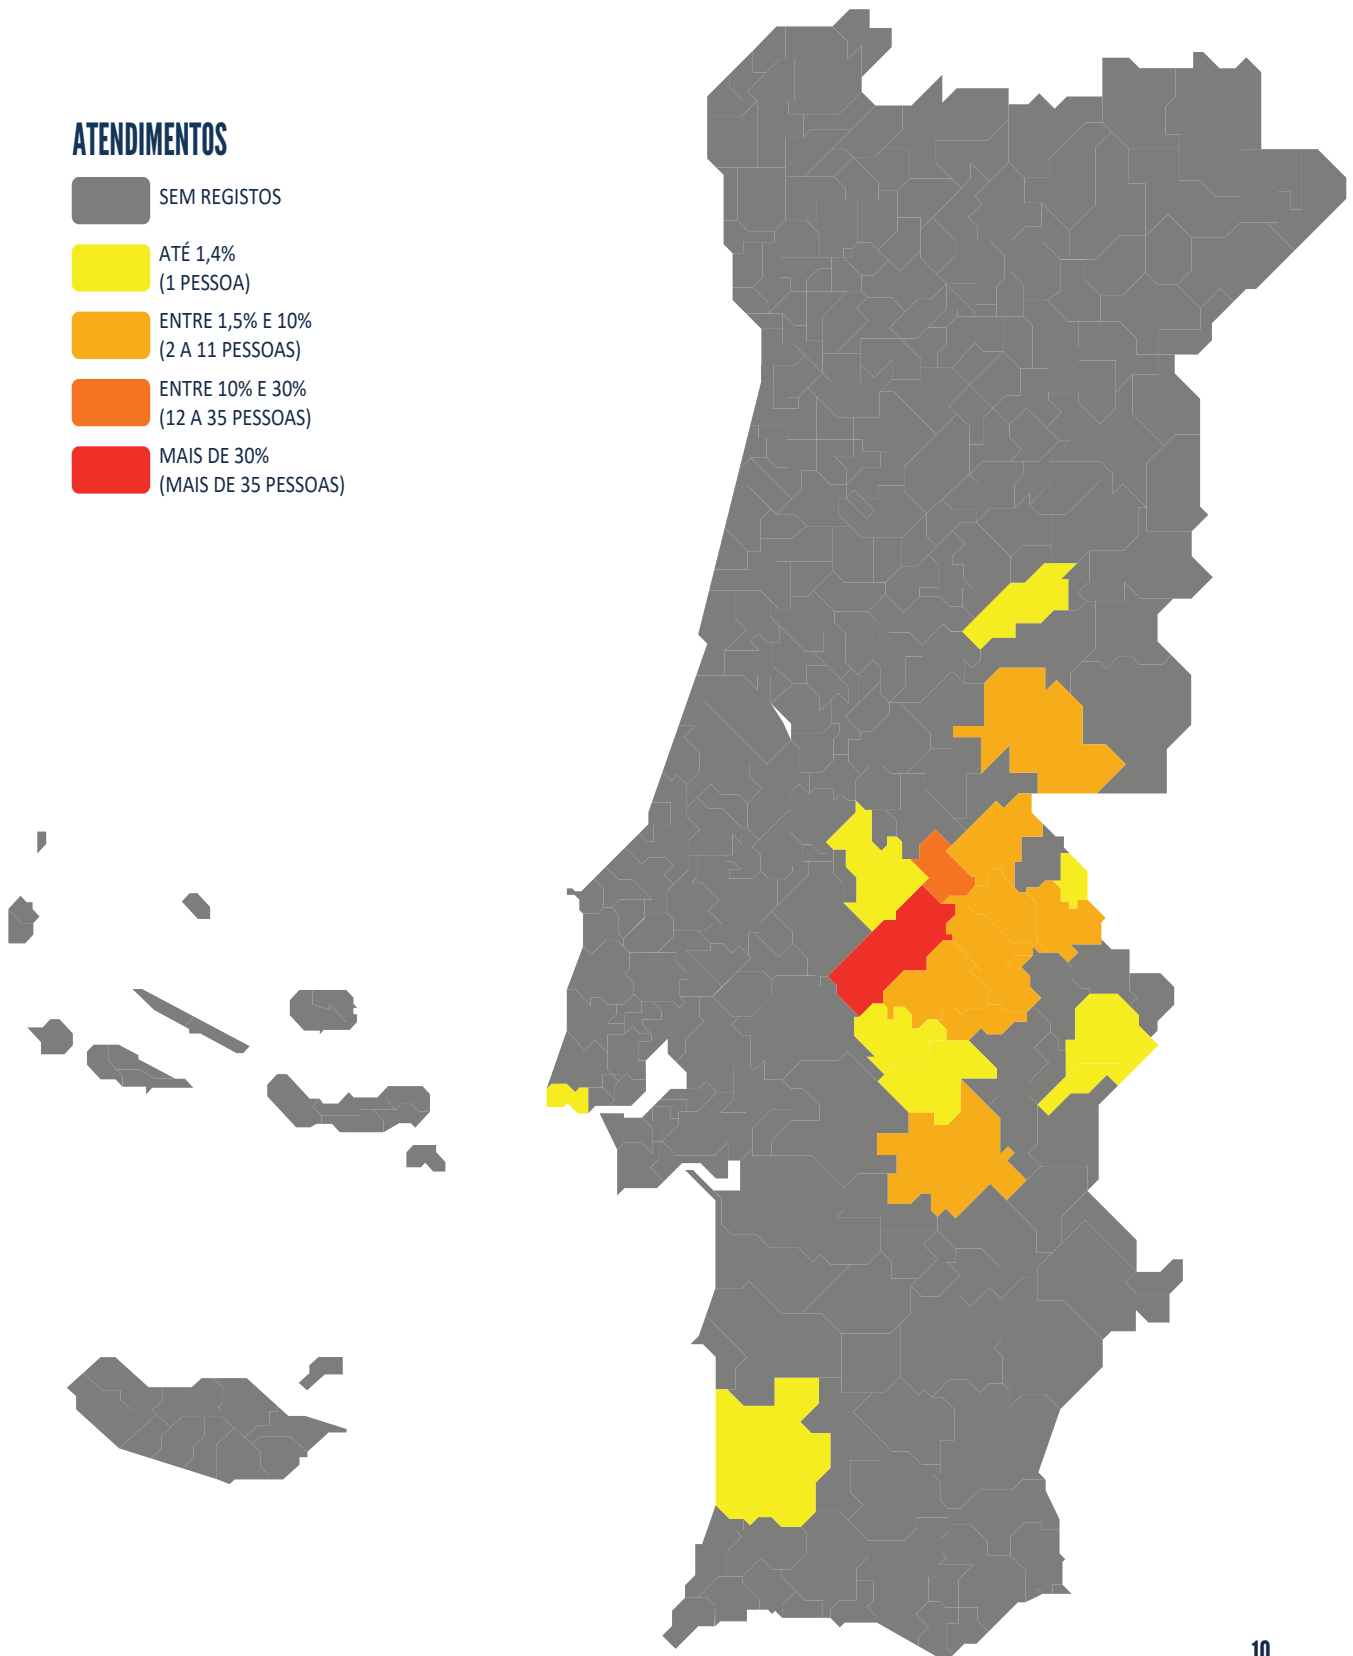 ATENDIMENTOS
SEM REGISTOS
ATÉ 1,4%
(1 PESSOA)
ENTRE 1,5% E 10%
(2 A 11 PESSOAS)
ENTRE 10% E 30%
(12 A 35 PESSOAS)
MAIS DE 30%
(MAIS DE 35 PESSOAS)
10